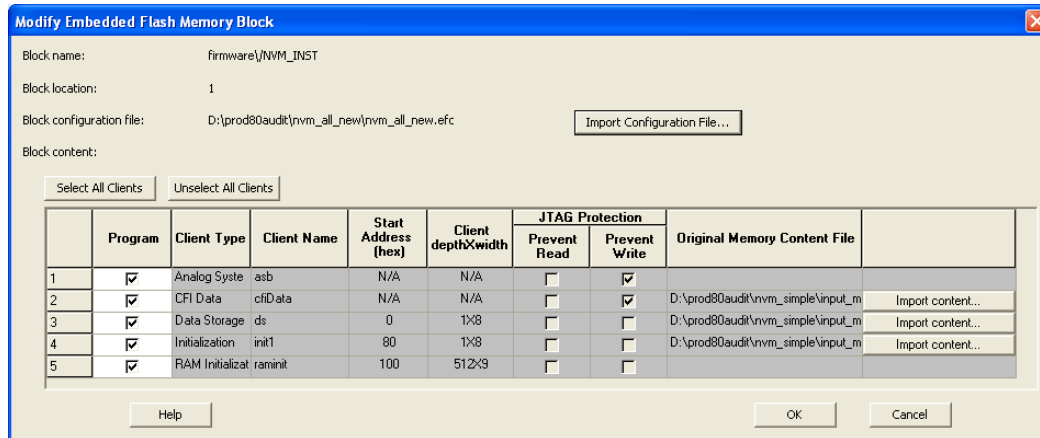 Modify Embedded Flash Memory Block
Block name: firmware\/NVM_INST
Block location: 1
Block configuration file: D:\prod80audit\nvm_all_new\nvm_all_new.efc Import Configuration File...
Block content:
Select All Clients Unselect All Clients
Program Client Type Client Name Start Address (hex) Client depthXwidth JTAG Protection Prevent Read Prevent Write Original Memory Content File
1 Analog Syste asb N/A N/A
2 CFI Data cfiData N/A N/A D:\prod80audit\nvm_simple\input_m Import content...
3 Data Storage ds 0 1X8 D:\prod80audit\nvm_simple\input_m Import content...
4 Initialization init1 80 1X8 D:\prod80audit\nvm_simple\input_m Import content...
5 RAM Initializat raminit 100 512X9
Help OK Cancel